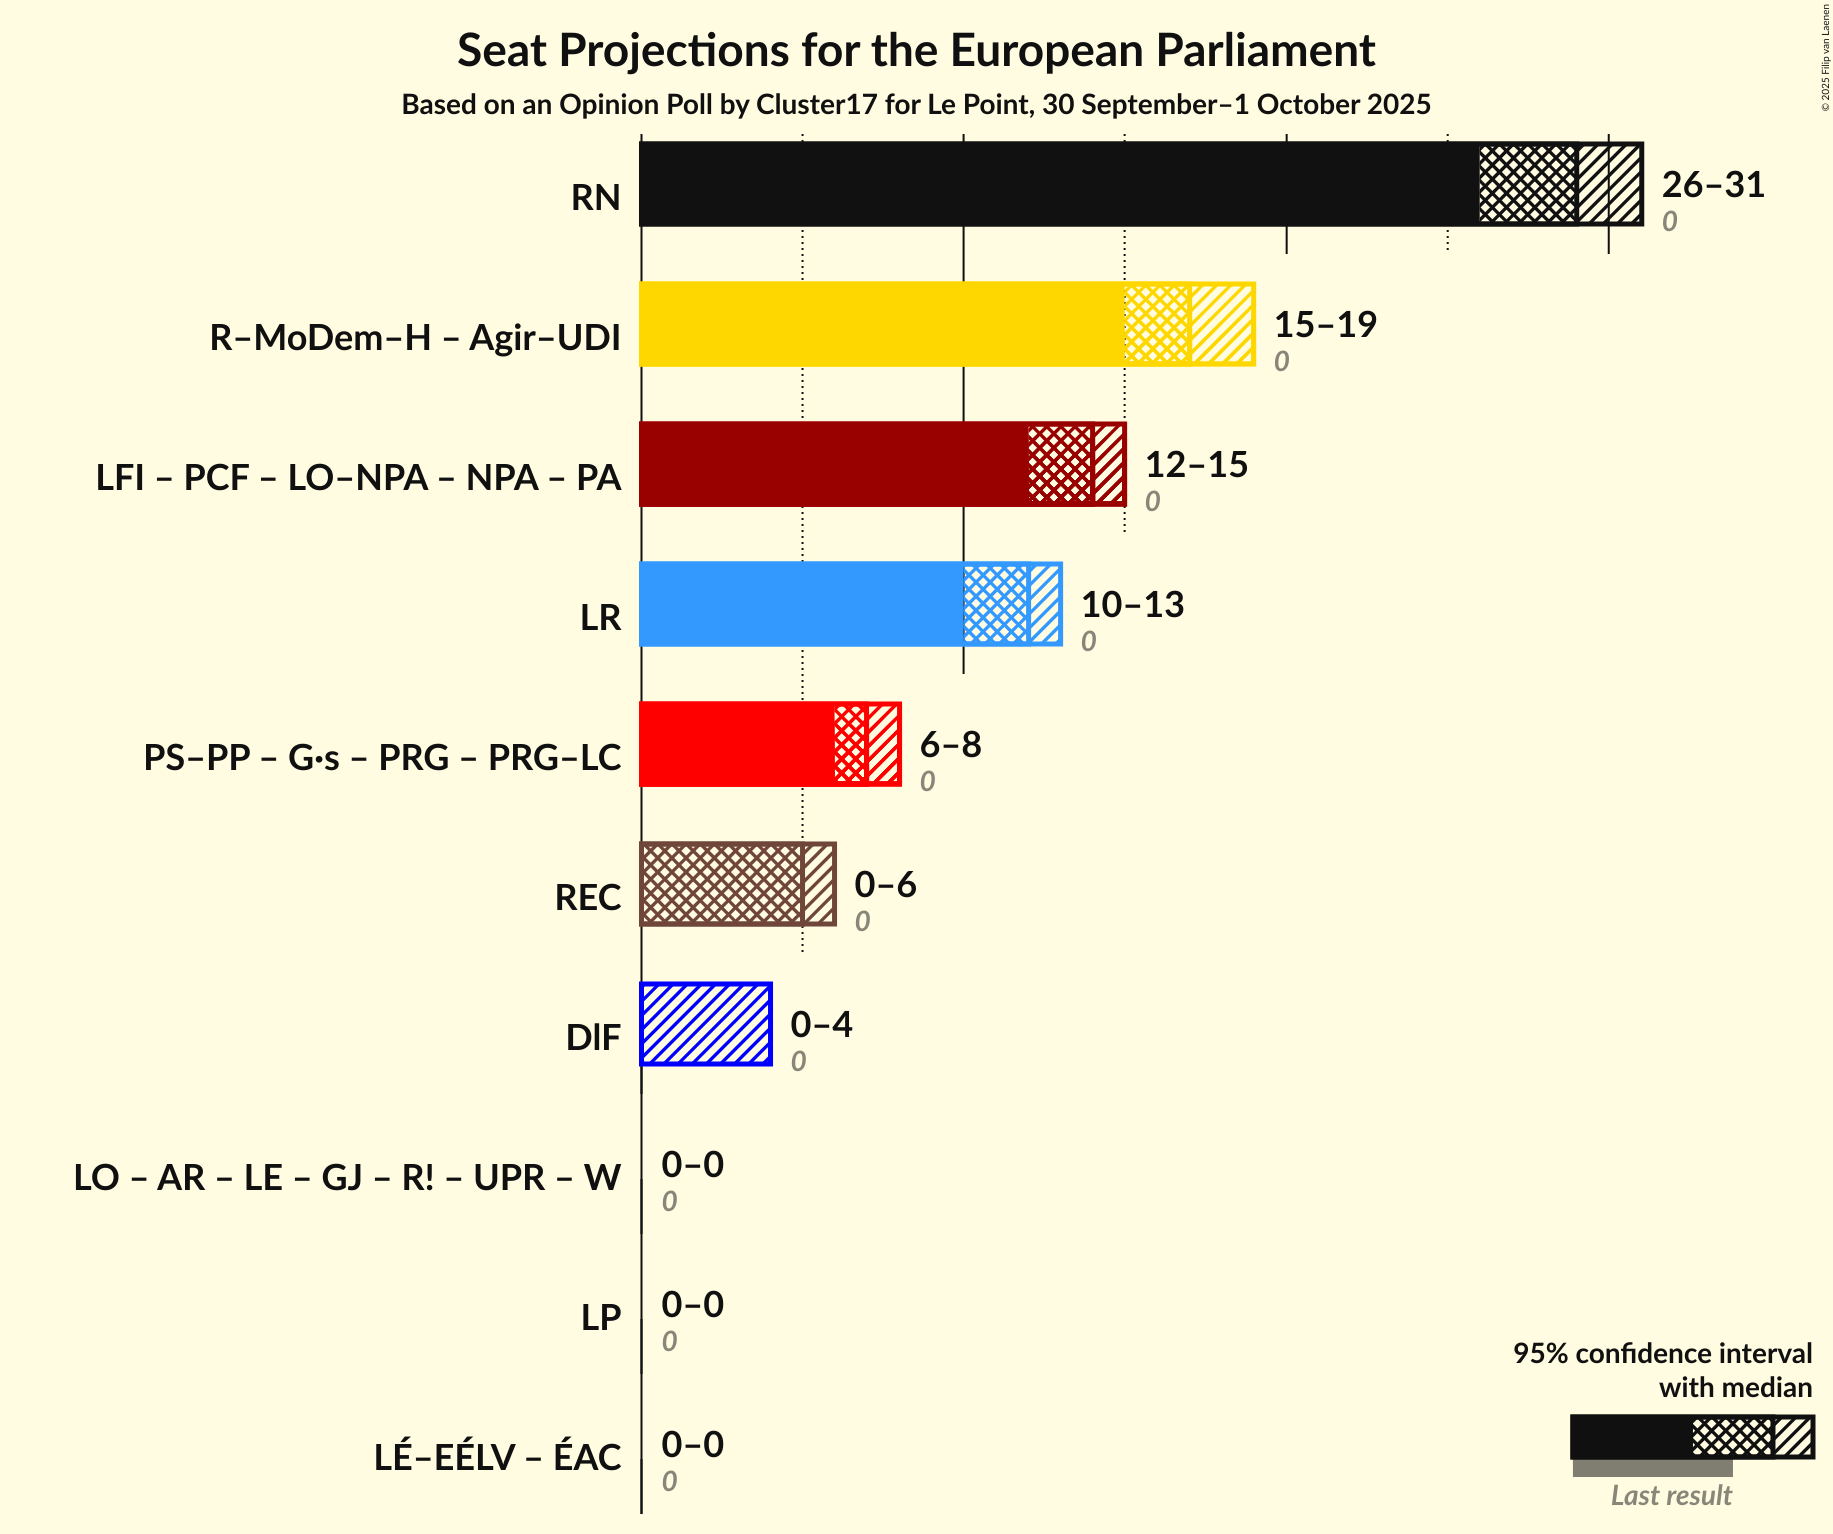 Seat Projections for the European Parliament
Based on an Opinion Poll by Cluster17 for Le Point, 30 September–1 October 2025
© 2025 Filip van Laenen
RN
26–31
0
R–MoDem–H – Agir–UDI
15–19
0
LFI – PCF – LO–NPA – NPA – PA
12–15
0
LR
10–13
0
PS–PP – G·s – PRG – PRG–LC
6–8
0
REC
0–6
0
DlF
0–4
0
LO – AR – LE – GJ – R! – UPR – W
0–0
0
LP
0–0
0
LÉ–EÉLV – ÉAC
0–0
0
95% confidence interval
with median
Last result